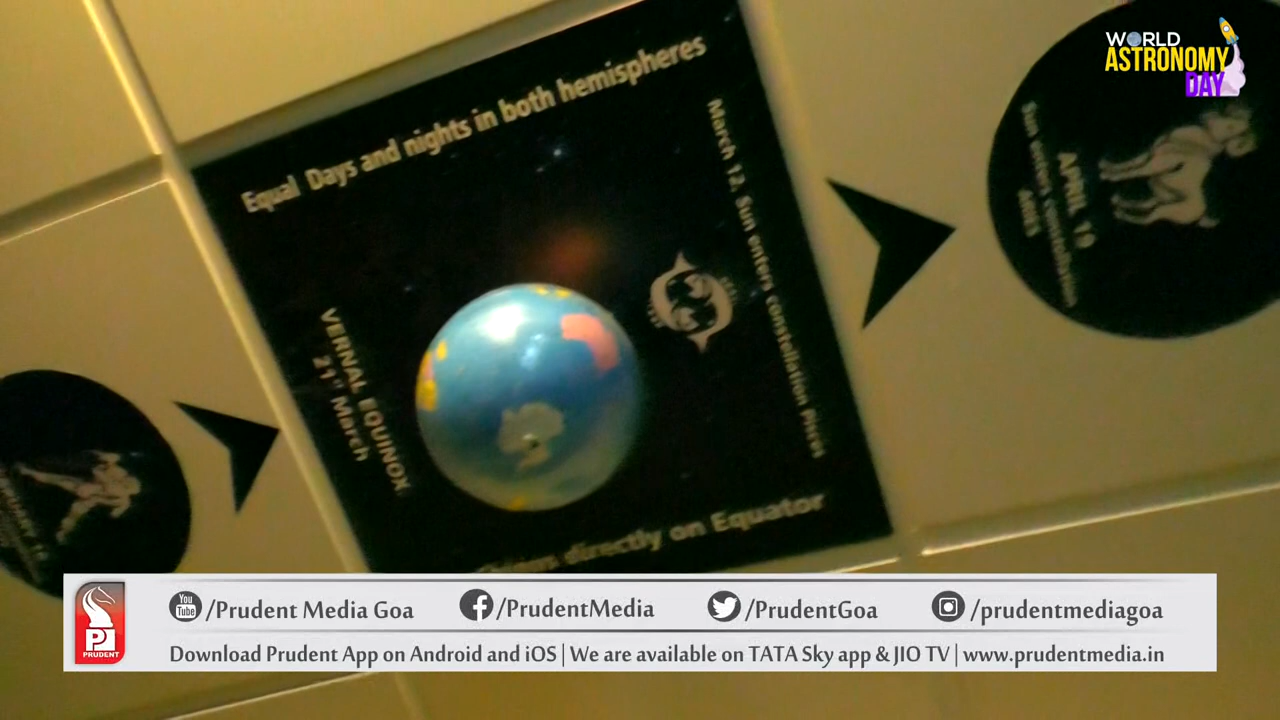 WORLD
ASTRONOMY
DAY
Equal Days and nights in both hemispheres
March 12, Sun enters constellation Pisces
VERNAL EQUINOX
21st March
directly on Equator
APRIL 19
Sun enters constellation
ARIES
You
Tube
/Prudent Media Goa
/PrudentMedia
/PrudentGoa
/prudentmediagoa
PRUDENT
Download Prudent App on Android and iOS | We are available on TATA Sky app & JIO TV | www.prudentmedia.in